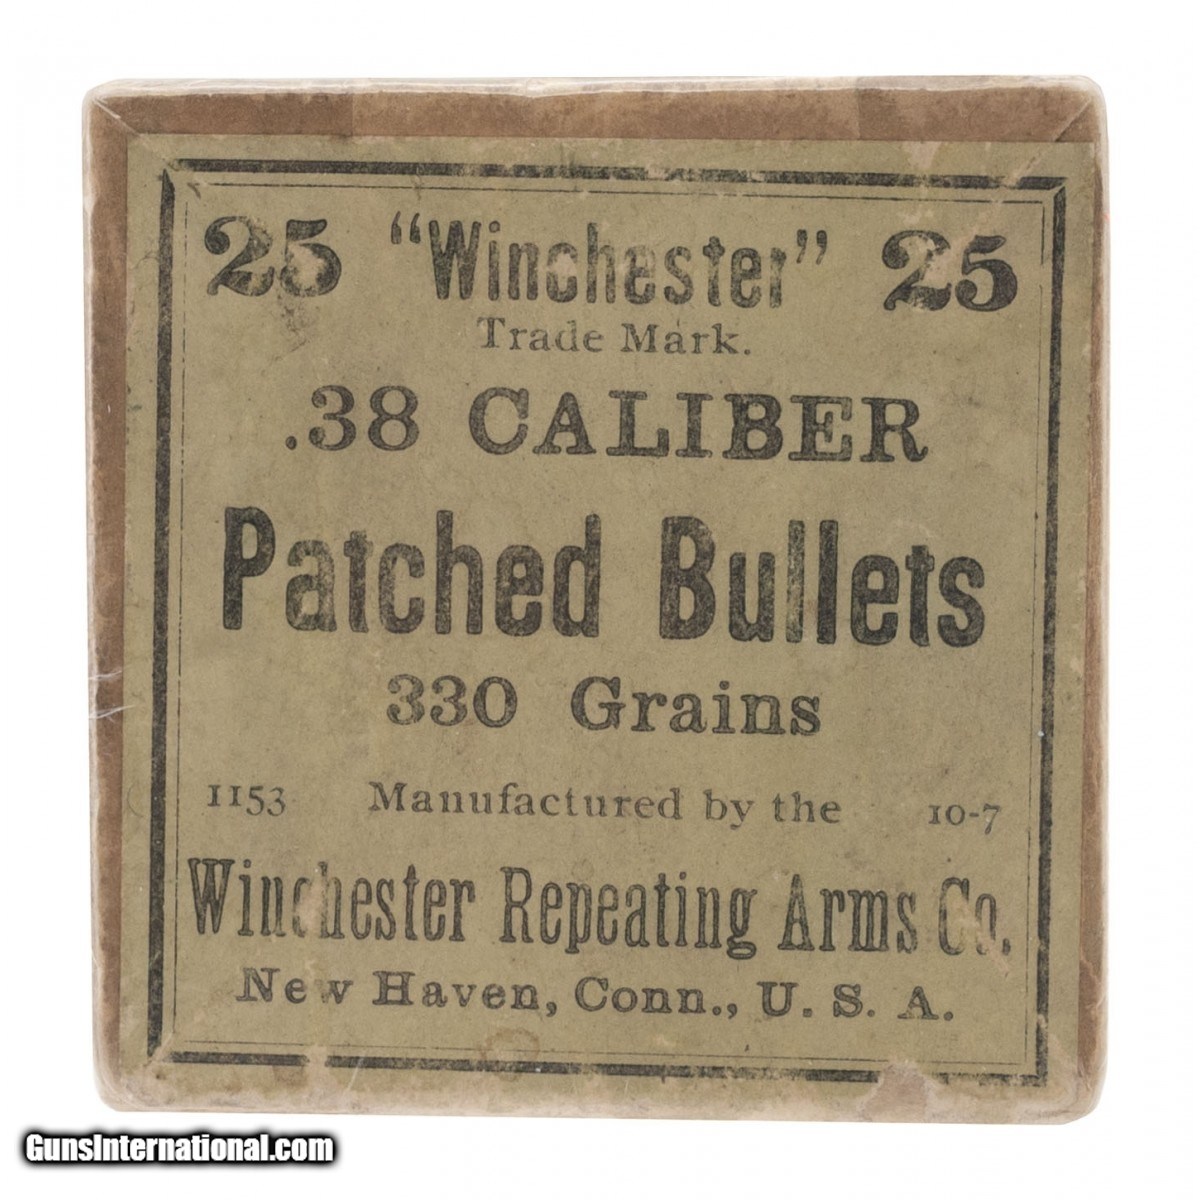 25 “Winchester” 25
Trade Mark.
.38 CALIBER
Patched Bullets
330 Grains
1153 Manufactured by the 10-7
Winchester Repeating Arms Co.
New Haven, Conn., U. S. A.
GunsInternational.com